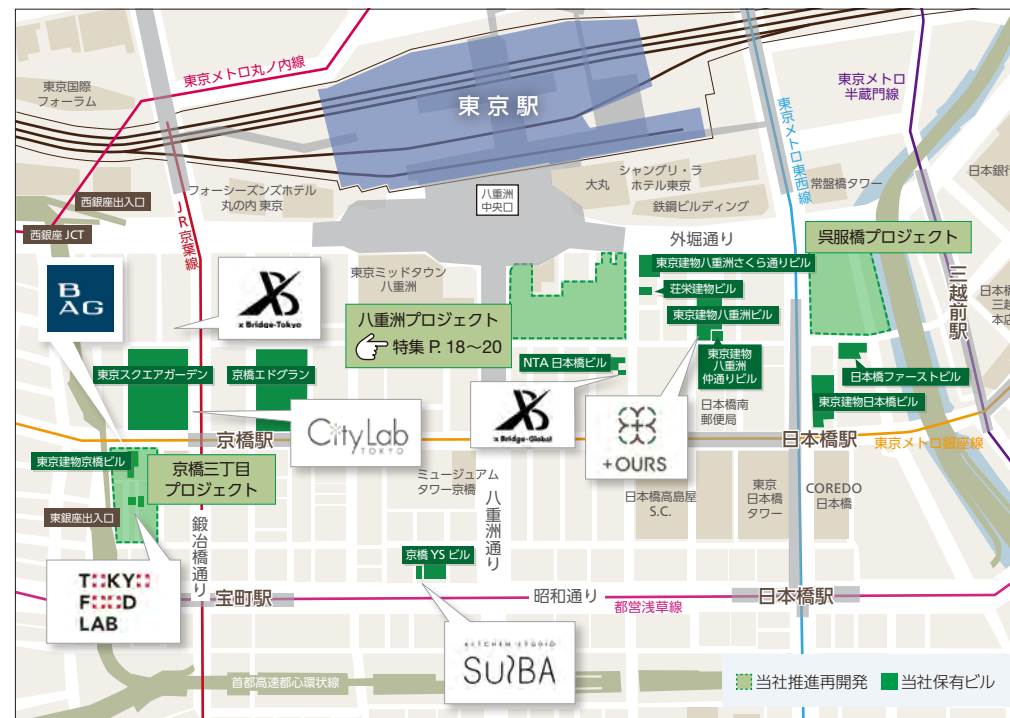 東京メトロ丸ノ内線
東京国際
フォーラム
東京駅
東京メトロ
半蔵門線
東京メトロ東西線
日本銀行
フォーシーズンズホテル
丸の内 東京
八重洲
中央口
大丸
シャングリ・ラ
ホテル東京
鉄鋼ビルディング
常盤橋タワー
西銀座出入口
西銀座 JCT
JR京葉線
外堀通り
呉服橋プロジェクト
三越前駅
日本橋
三越
本店
東京建物八重洲さくら通りビル
荘栄建物ビル
東京建物八重洲ビル
東京建物
八重洲
仲通りビル
東京ミッドタウン
八重洲
BAG
x Bridge-Tokyo
八重洲プロジェクト
特集 P. 18〜20
NTA 日本橋ビル
日本橋ファーストビル
東京建物日本橋ビル
東京スクエアガーデン
京橋エドグラン
x Bridge-Global
+OURS
日本橋南
郵便局
CityLab
TOKYO
京橋駅
日本橋駅
東京メトロ銀座線
東京建物京橋ビル
京橋三丁目
プロジェクト
ミュージアム
タワー京橋
八重洲通り
日本橋高島屋
S.C.
東京
日本橋
タワー
COREDO
日本橋
東銀座出入口
鍛冶橋通り
京橋 YS ビル
TOKYO
FOOD
LAB
宝町駅
昭和通り
都営浅草線
日本橋駅
KITCHEN STUDIO
SUIBA
首都高速都心環状線
当社推進再開発
当社保有ビル